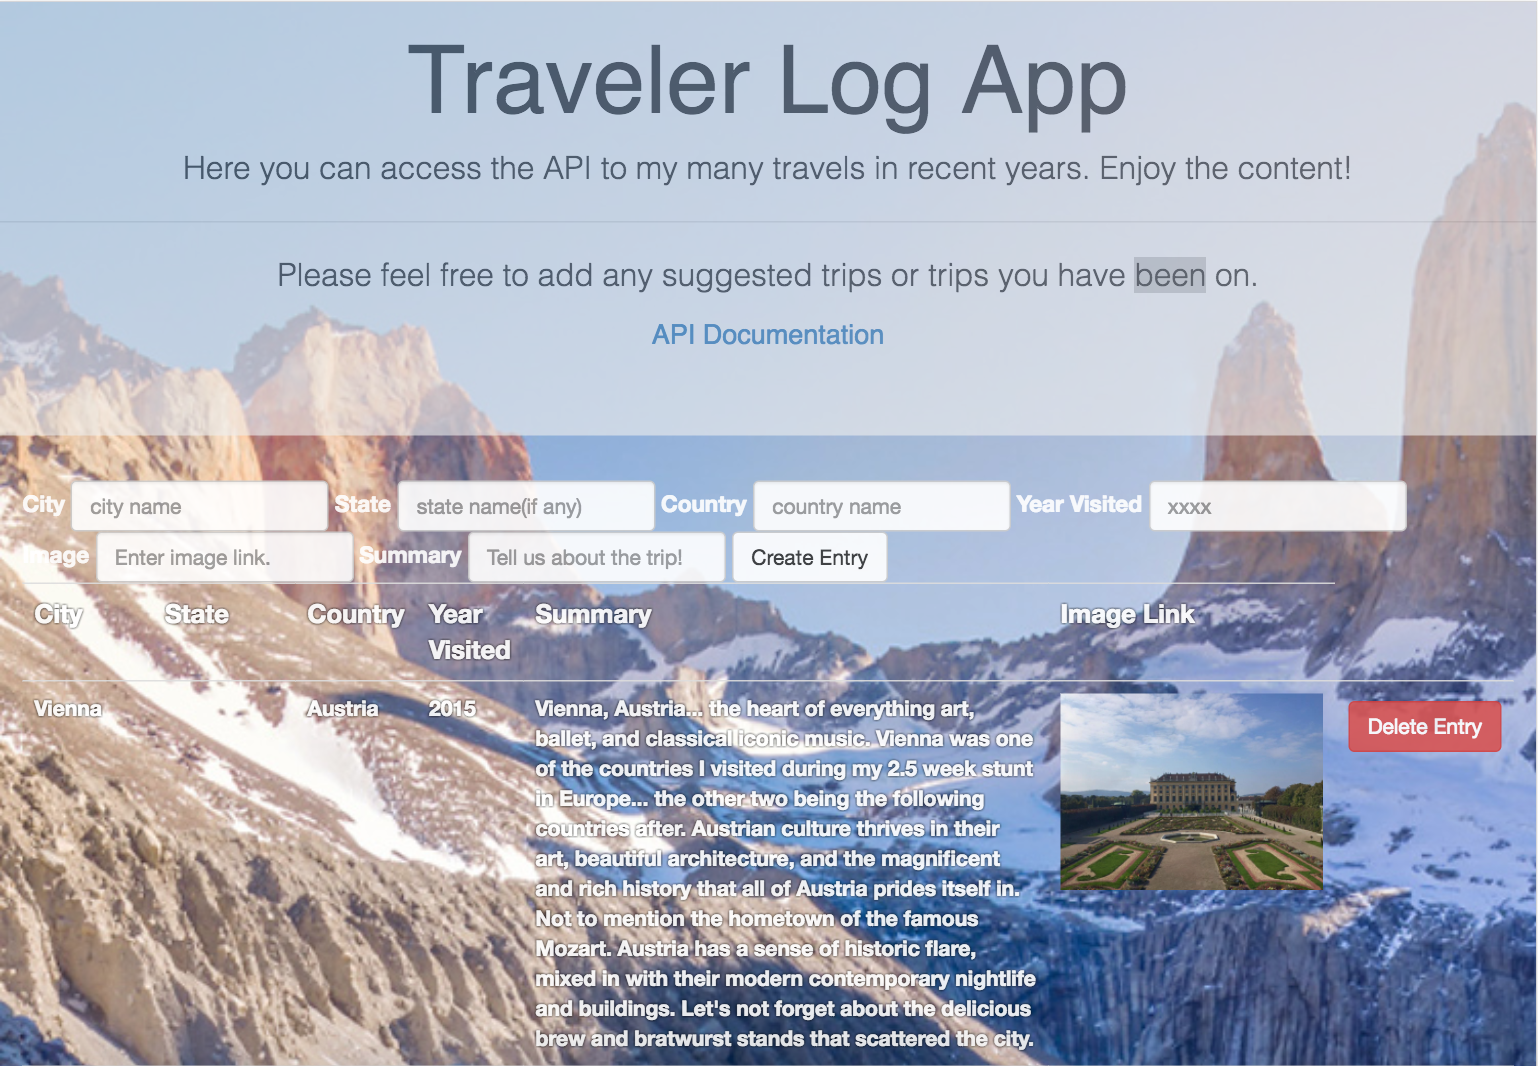 Traveler Log App
Here you can access the API to my many travels in recent years. Enjoy the content!
Please feel free to add any suggested trips or trips you have been on.
API Documentation
City city name State state name(if any) Country country name Year Visited xxxx
Image Enter image link. Summary Tell us about the trip! Create Entry
City State Country Year Visited Summary Image Link
Vienna Austria 2015 Vienna, Austria... the heart of everything art,
ballet, and classical iconic music. Vienna was one
of the countries I visited during my 2.5 week stunt
in Europe... the other two being the following
countries after. Austrian culture thrives in their
art, beautiful architecture, and the magnificent
and rich history that all of Austria prides itself in.
Not to mention the hometown of the famous
Mozart. Austria has a sense of historic flare,
mixed in with their modern contemporary nightlife
and buildings. Let's not forget about the delicious
brew and bratwurst stands that scattered the city.
Delete Entry